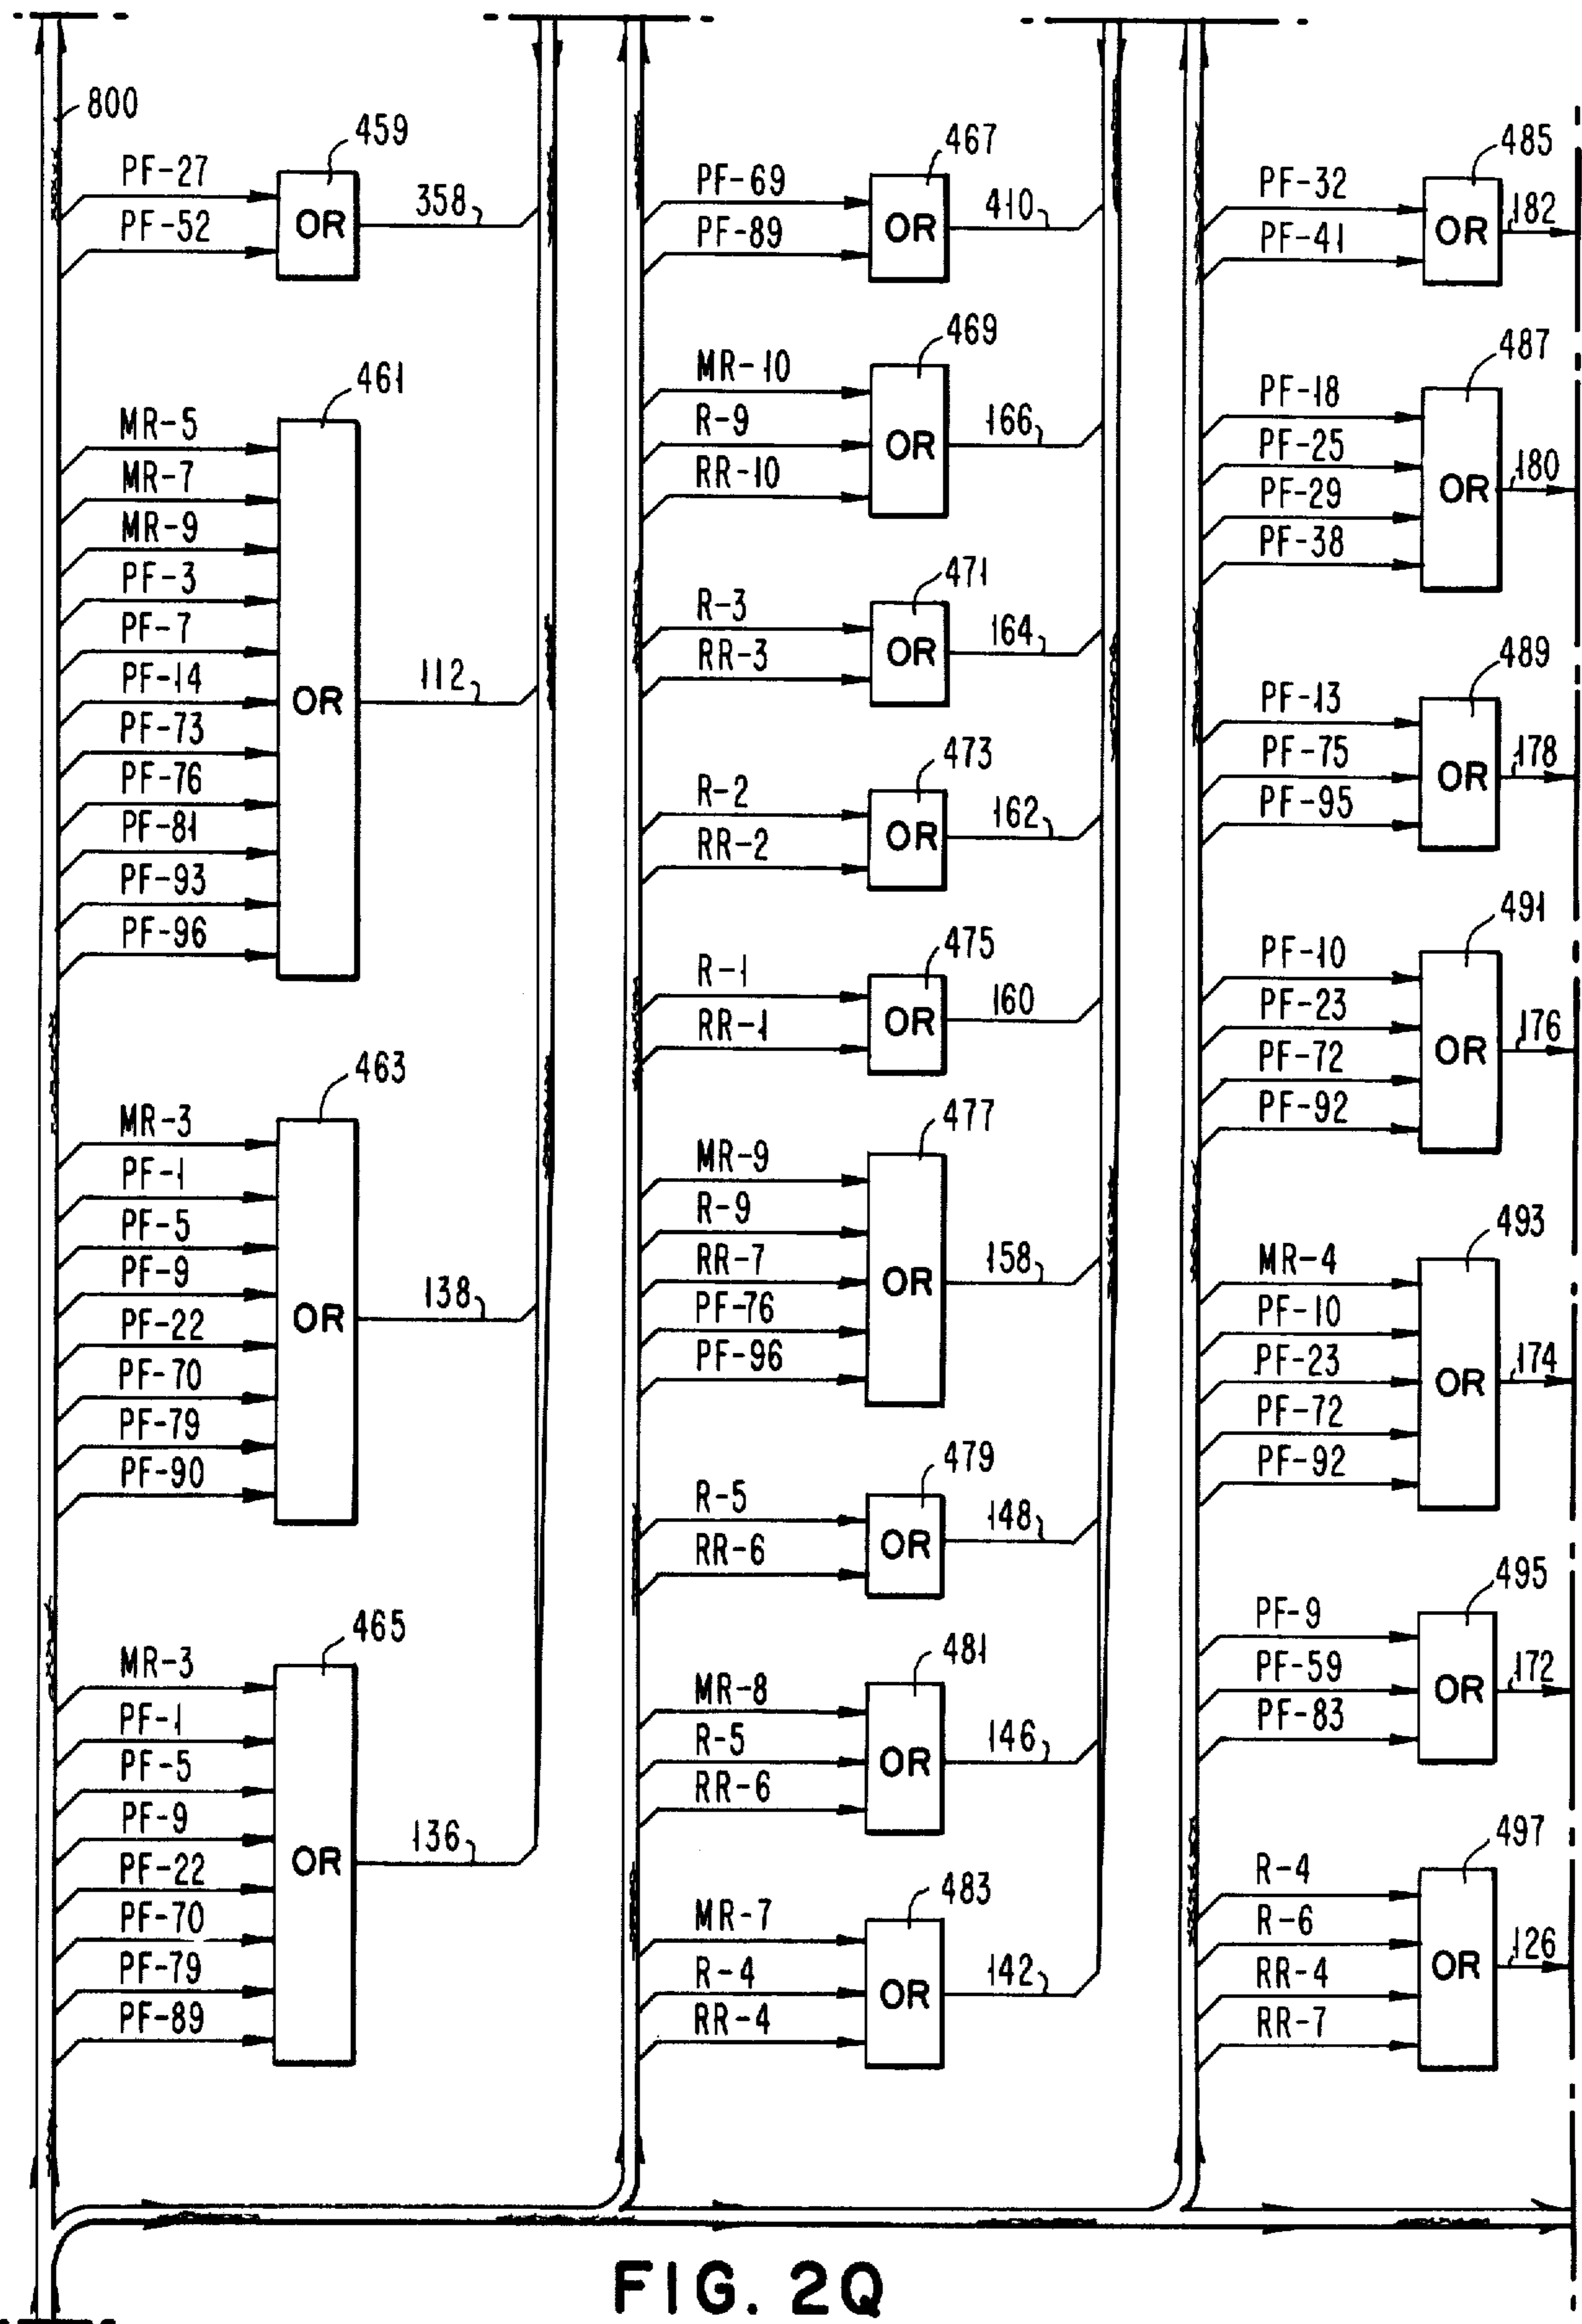 800
459
PF-27
PF-52
OR
358
461
MR-5
MR-7
MR-9
PF-3
PF-7
PF-14
PF-73
PF-76
PF-81
PF-93
PF-96
OR
112
463
MR-3
PF-1
PF-5
PF-9
PF-22
PF-70
PF-79
PF-90
OR
138
465
MR-3
PF-1
PF-5
PF-9
PF-22
PF-70
PF-79
PF-89
OR
136
467
PF-69
PF-89
OR
410
469
MR-10
R-9
RR-10
OR
166
471
R-3
RR-3
OR
164
473
R-2
RR-2
OR
162
475
R-1
RR-1
OR
160
477
MR-9
R-9
RR-7
PF-76
PF-96
OR
158
479
R-5
RR-6
OR
148
481
MR-8
R-5
RR-6
OR
146
483
MR-7
R-4
RR-4
OR
142
485
PF-32
PF-41
OR
182
487
PF-18
PF-25
PF-29
PF-38
OR
180
489
PF-13
PF-75
PF-95
OR
178
491
PF-10
PF-23
PF-72
PF-92
OR
176
493
MR-4
PF-10
PF-23
PF-72
PF-92
OR
174
495
PF-9
PF-59
PF-83
OR
172
497
R-4
R-6
RR-4
RR-7
OR
126
FIG. 2Q